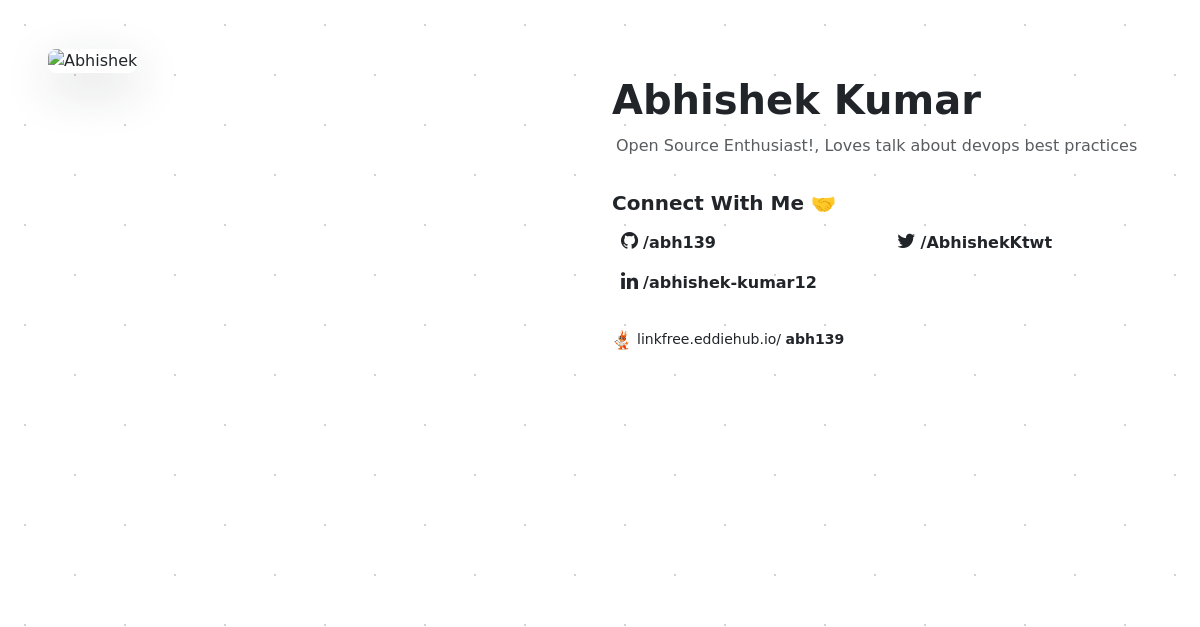 Abhishek
Abhishek Kumar
Open Source Enthusiast!, Loves talk about devops best practices
Connect With Me 🤝
/abh139
/AbhishekKtwt
/abhishek-kumar12
linkfree.eddiehub.io/ abh139